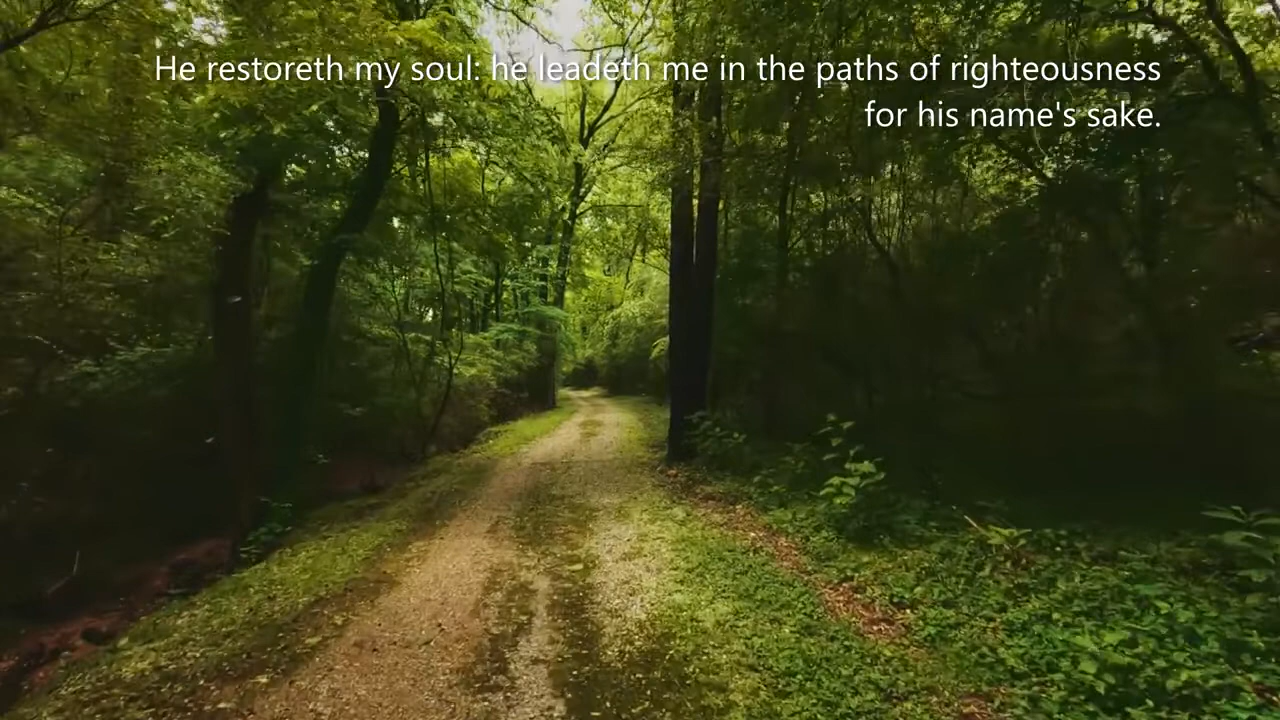 He restoreth my soul: he leadeth me in the paths of righteousness
for his name's sake.